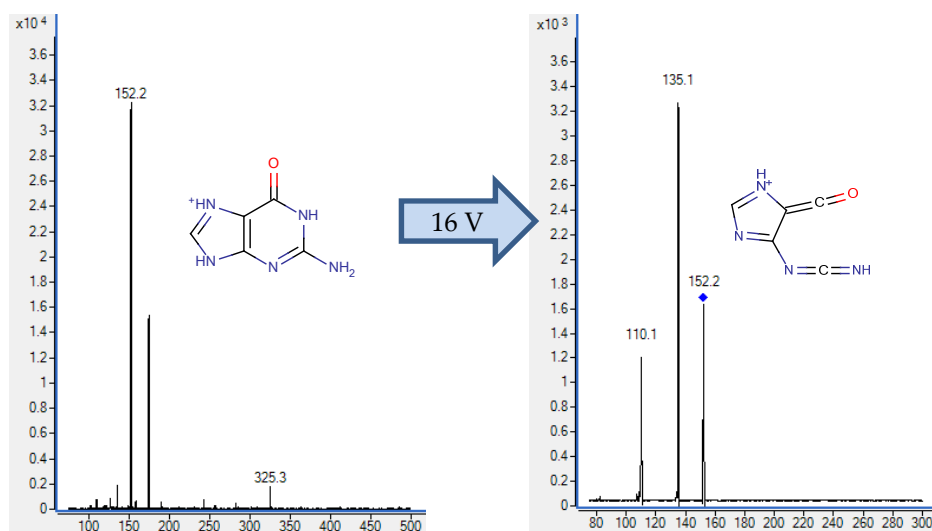 x10 4
3.6
3.4
3.2
3
2.8
2.6
2.4
2.2
2
1.8
1.6
1.4
1.2
1
0.8
0.6
0.4
0.2
0
152.2
325.3
100 150 200 250 300 350 400 450 500
O
+HN
NH
HN
N
NH2
16 V
x10 3
3.6
3.4
3.2
3
2.8
2.6
2.4
2.2
2
1.8
1.6
1.4
1.2
1
0.8
0.6
0.4
0.2
0
135.1
152.2
110.1
80 100 120 140 160 180 200 220 240 260 280 300
H
N+
C
O
N
N
C
NH